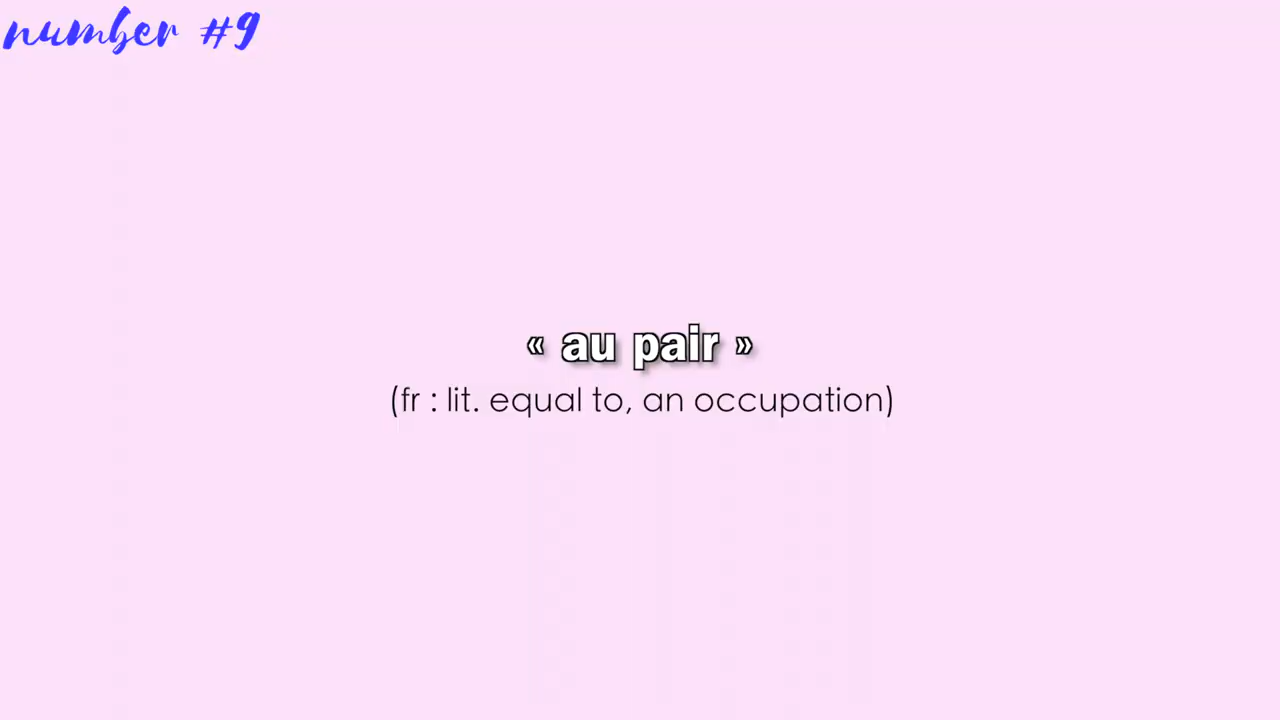 number #9
« au pair »
(fr : lit. equal to, an occupation)